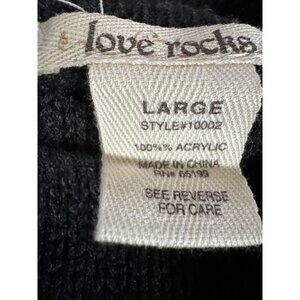 love rocks
LARGE
STYLE#10002
100% ACRYLIC
MADE IN CHINA
RN# 65199
SEE REVERSE
FOR CARE